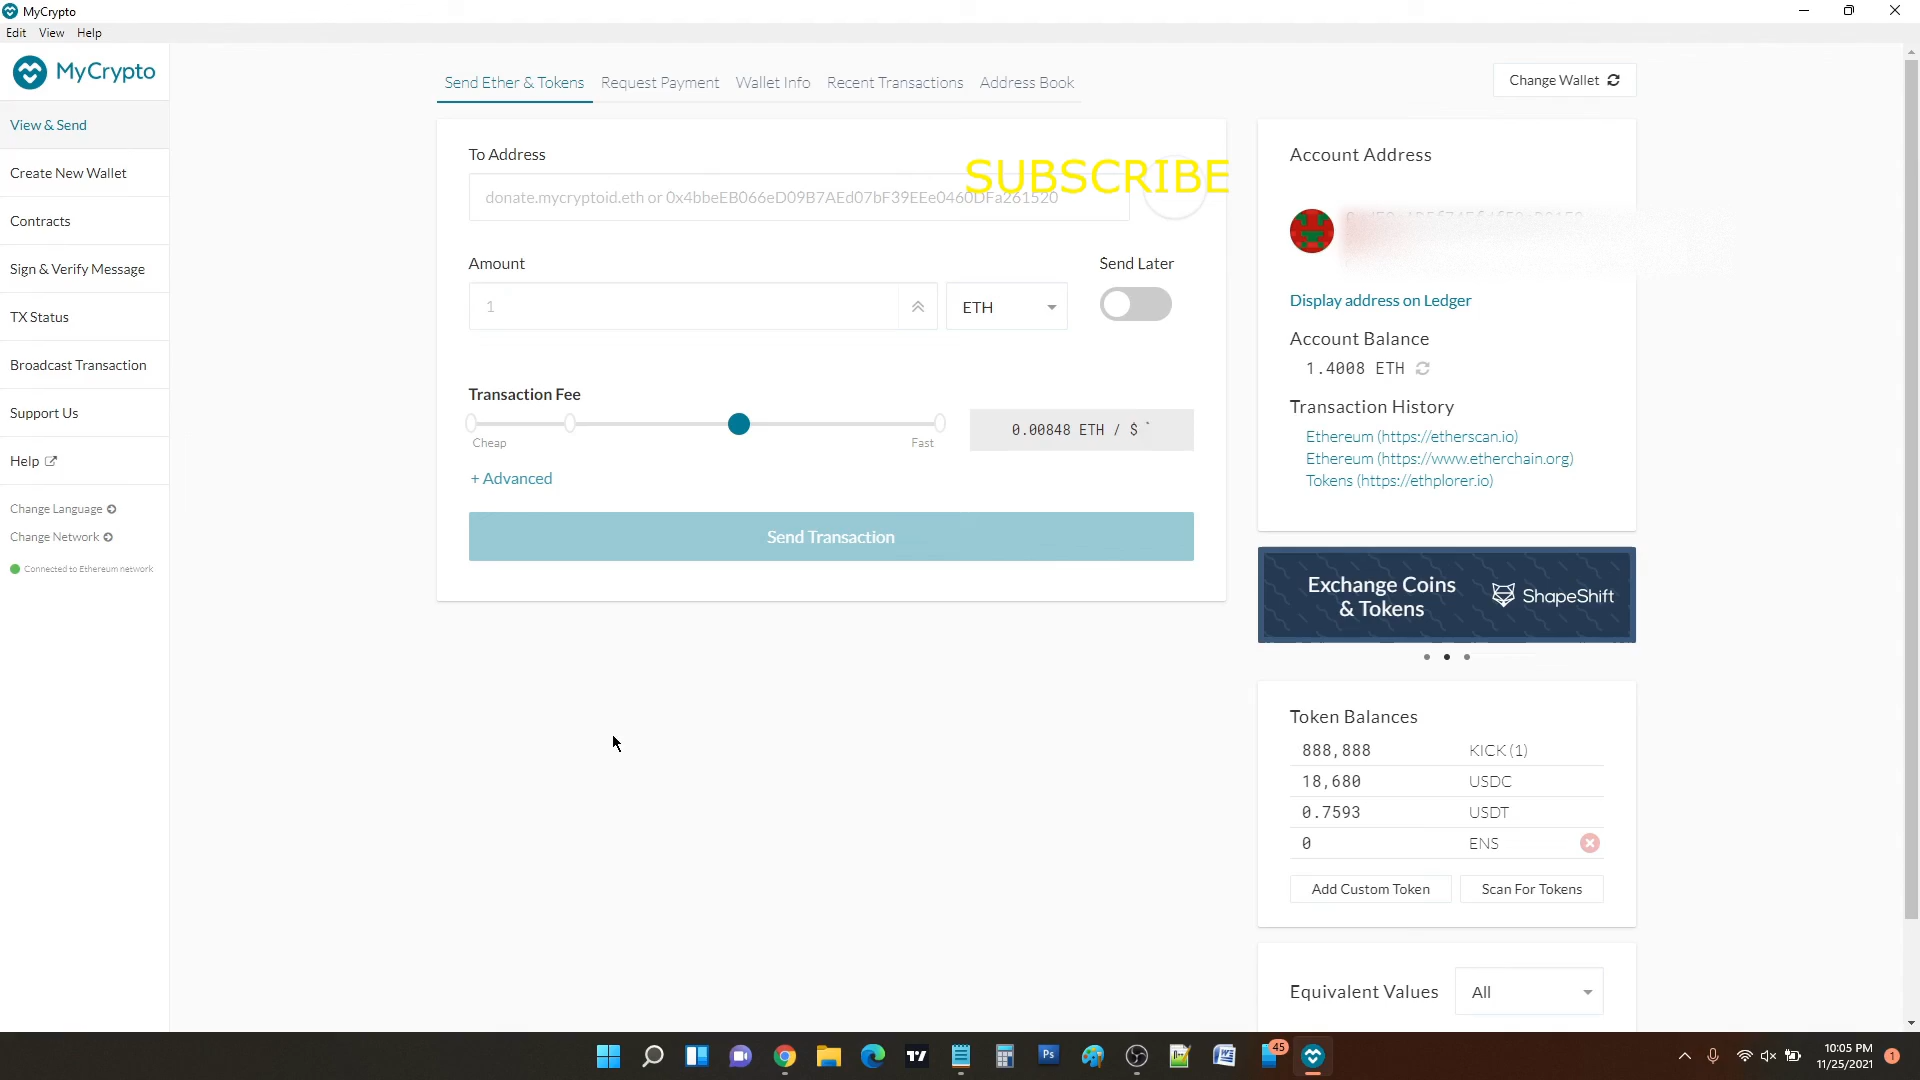 MyCrypto
Edit View Help
MyCrypto
View & Send
Create New Wallet
Contracts
Sign & Verify Message
TX Status
Broadcast Transaction
Support Us
Help
Change Language
Change Network
Connected to Ethereum network
Send Ether & Tokens Request Payment Wallet Info Recent Transactions Address Book
Change Wallet
To Address
SUBSCRIBE
donate.mycryptoid.eth or 0x4bbeEB066eD09B7AEd07bF39EEe0460DFa261520
Amount
Send Later
1
ETH
Transaction Fee
Cheap
Fast
0.00848 ETH / $
+ Advanced
Send Transaction
Account Address
Display address on Ledger
Account Balance
1.4008 ETH
Transaction History
Ethereum (https://etherscan.io)
Ethereum (https://www.etherchain.org)
Tokens (https://ethplorer.io)
Exchange Coins
& Tokens
ShapeShift
Token Balances
888,888 KICK (1)
18,680 USDC
0.7593 USDT
0 ENS
Add Custom Token Scan For Tokens
Equivalent Values All
Ps
45
10:05 PM
11/25/2021
1